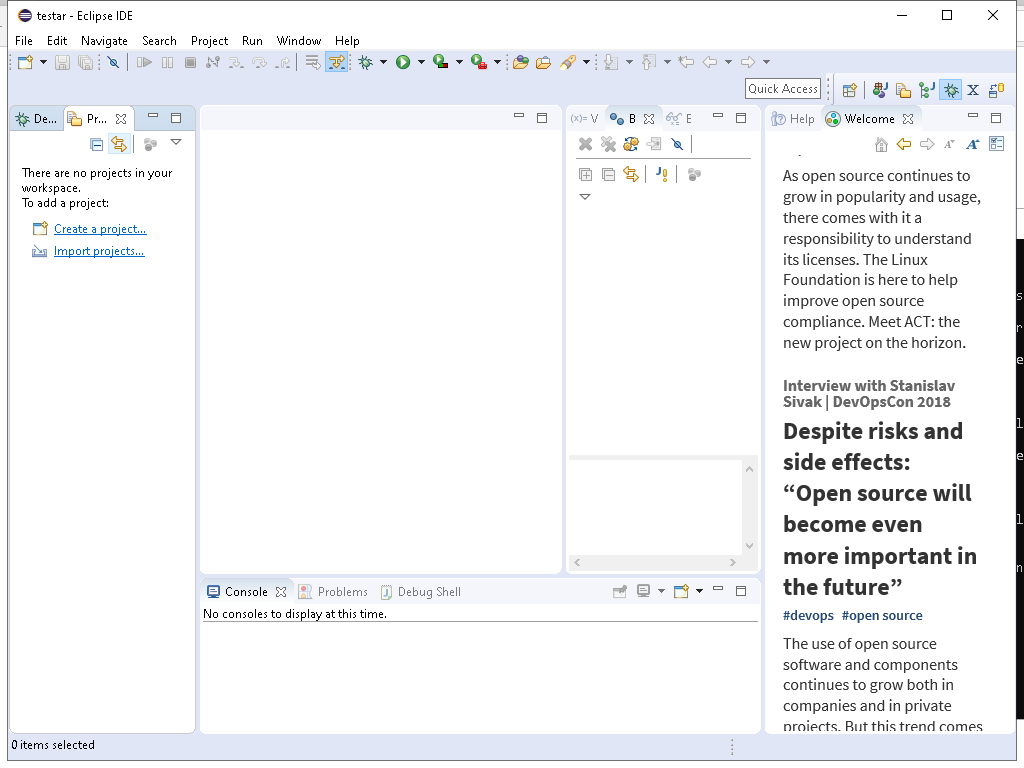 testar - Eclipse IDE
File Edit Navigate Search Project Run Window Help
Quick Access
De... Pr...
There are no projects in your
workspace.
To add a project:
Create a project...
Import projects...
(x)= V B E
Help Welcome
As open source continues to
grow in popularity and usage,
there comes with it a
responsibility to understand
its licenses. The Linux
Foundation is here to help
improve open source
compliance. Meet ACT: the
new project on the horizon.
Interview with Stanislav
Sivak | DevOpsCon 2018
Despite risks and
side effects:
“Open source will
become even
more important in
the future”
#devops #open source
The use of open source
software and components
continues to grow both in
companies and in private
projects. But this trend comes
Console Problems Debug Shell
No consoles to display at this time.
0 items selected